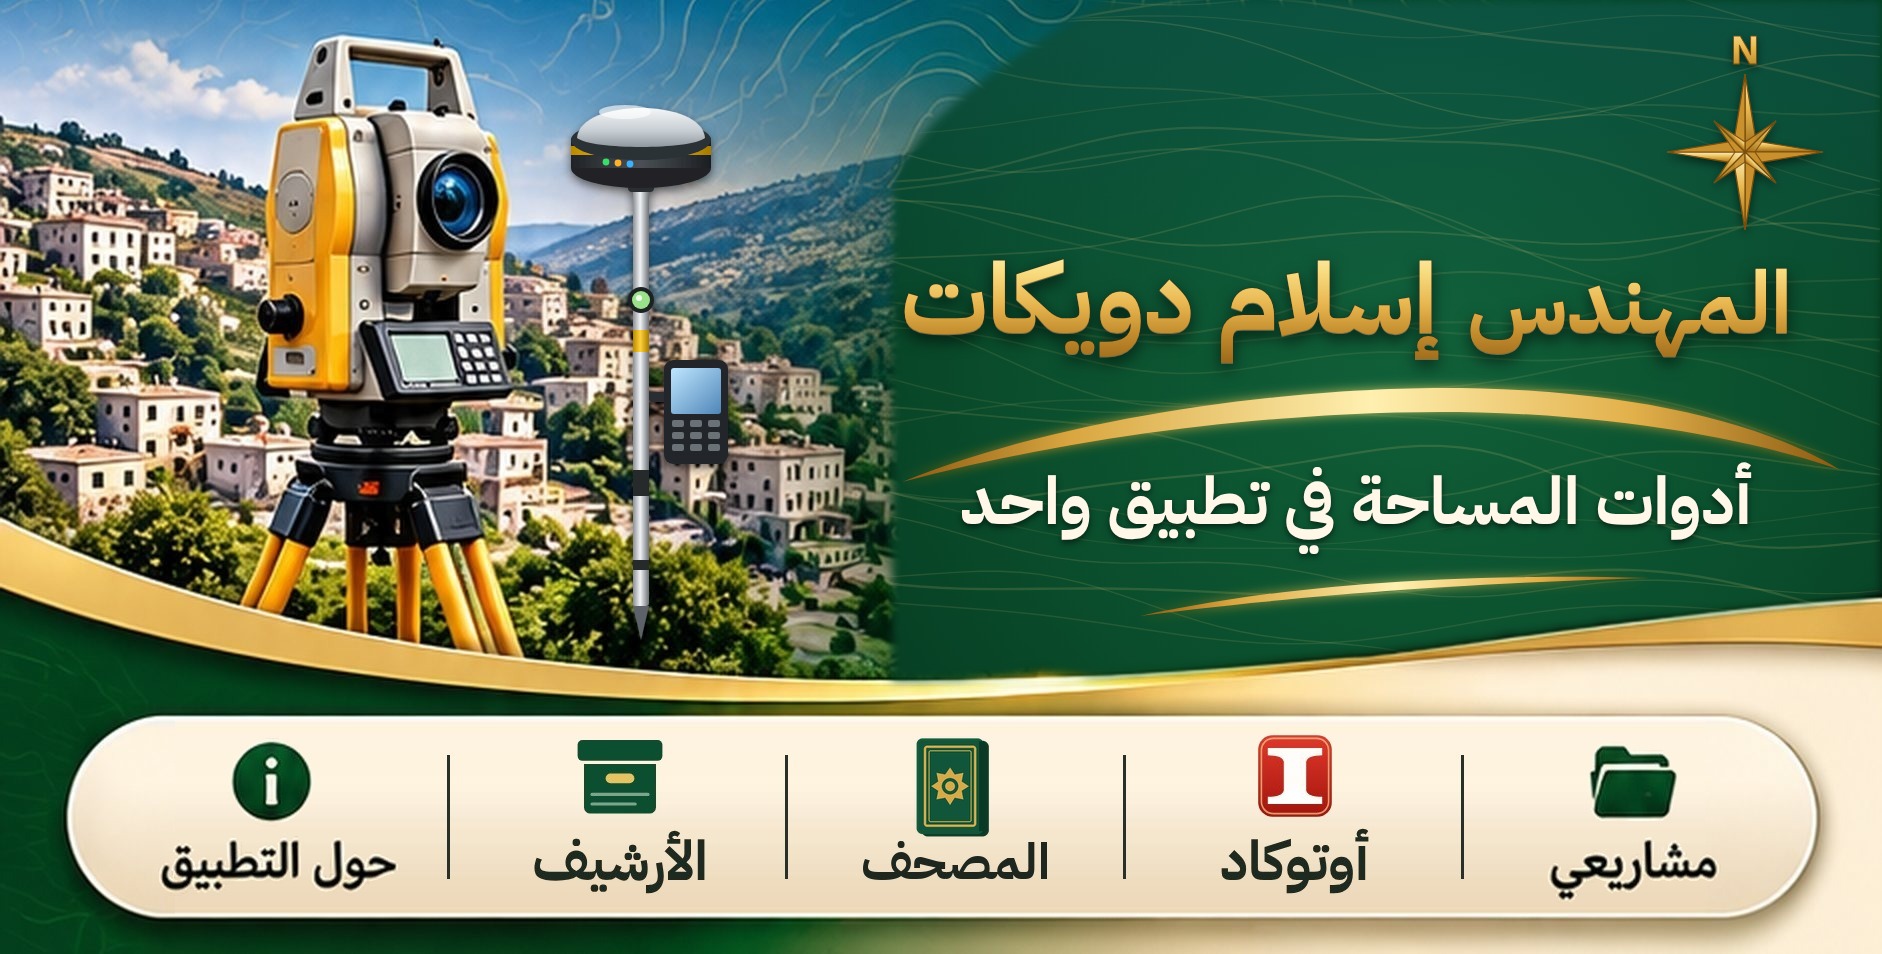 N
المهندس إسلام دويكات
أدوات المساحة في تطبيق واحد
مشاريعي
أوتوكاد
المصحف
الأرشيف
حول التطبيق